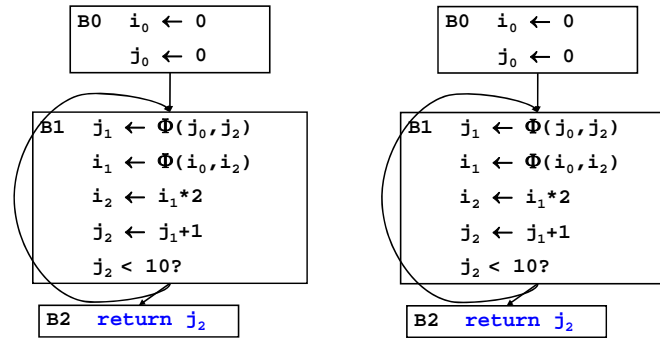 B0 i₀ ← 0
j₀ ← 0
B1 j₁ ← Φ(j₀,j₂)
i₁ ← Φ(i₀,i₂)
i₂ ← i₁*2
j₂ ← j₁+1
j₂ < 10?
B2 return j₂
B0 i₀ ← 0
j₀ ← 0
B1 j₁ ← Φ(j₀,j₂)
i₁ ← Φ(i₀,i₂)
i₂ ← i₁*2
j₂ ← j₁+1
j₂ < 10?
B2 return j₂